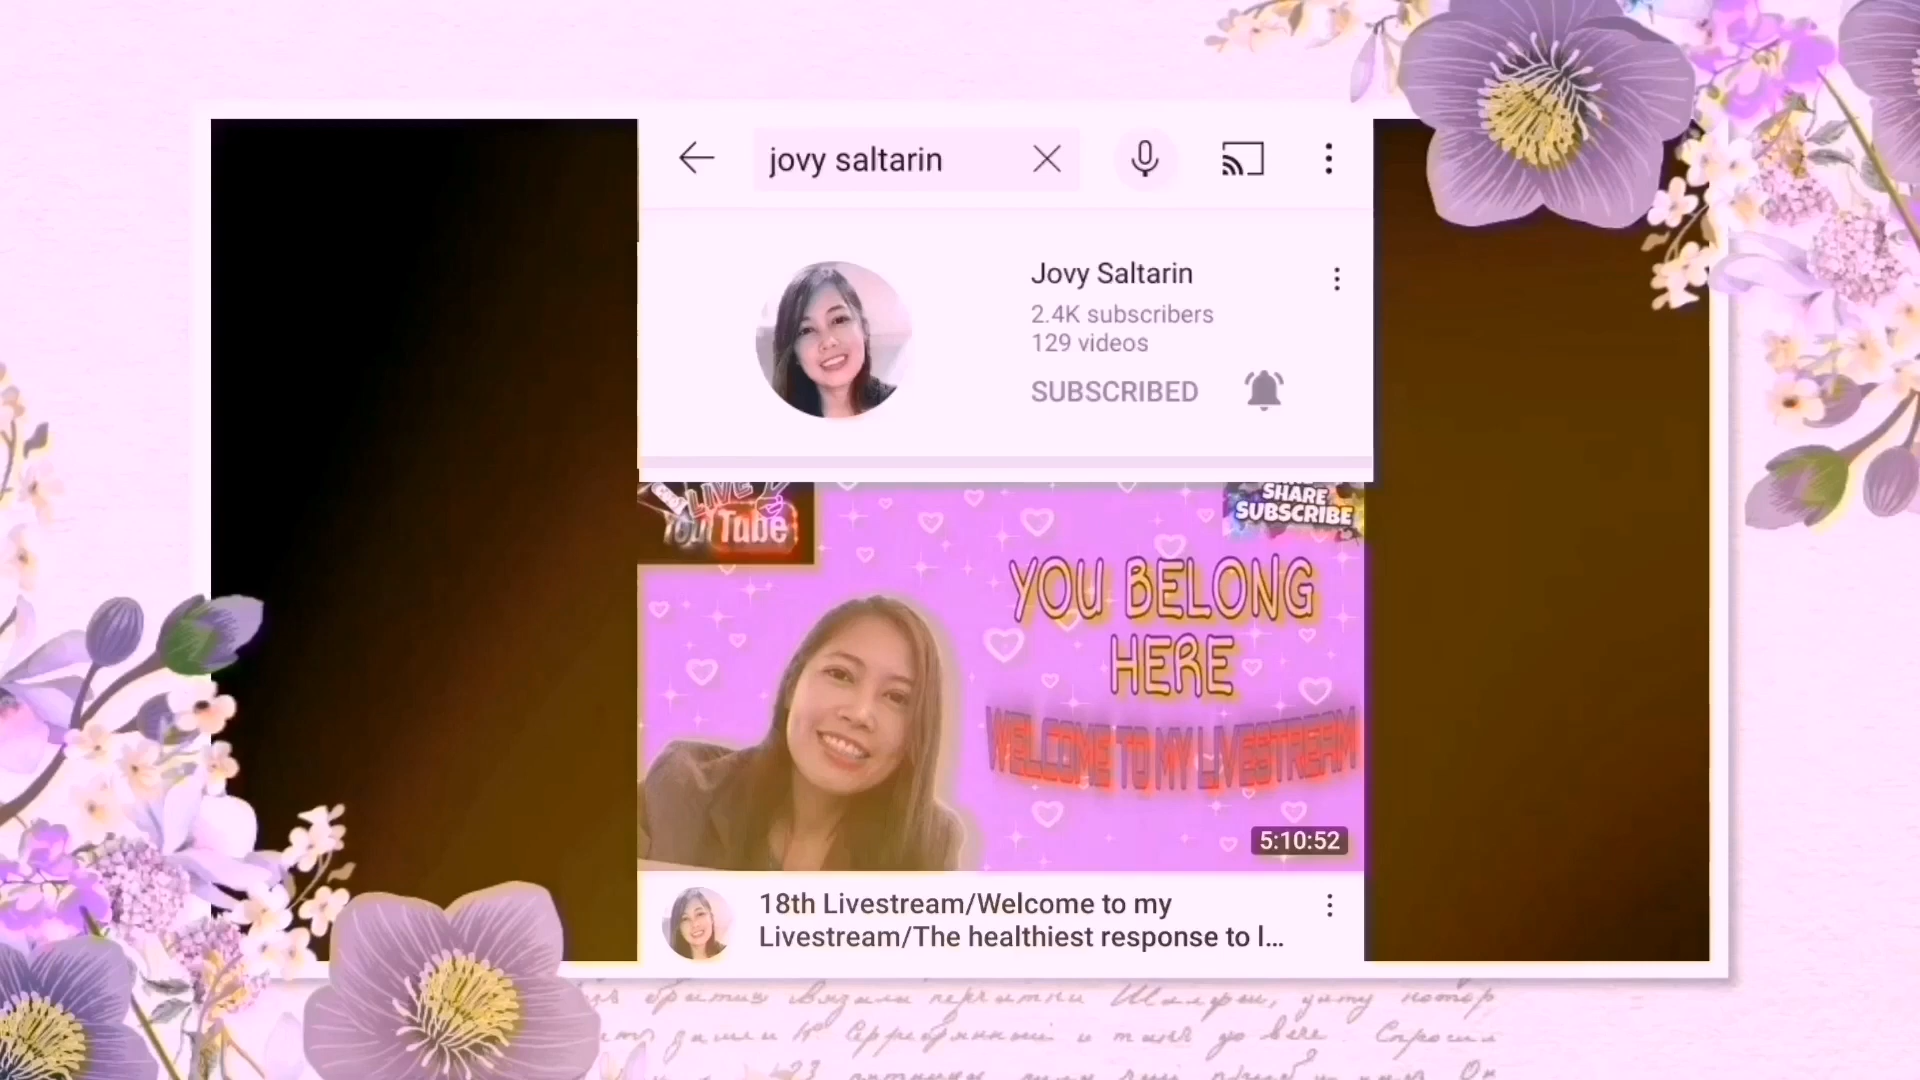 jovy saltarin
Jovy Saltarin
2.4K subscribers
129 videos
SUBSCRIBED
LIVE
YouTube
SHARE
SUBSCRIBE
YOU BELONG
HERE
WELCOME TO MY LIVESTREAM
5:10:52
18th Livestream/Welcome to my
Livestream/The healthiest response to l...